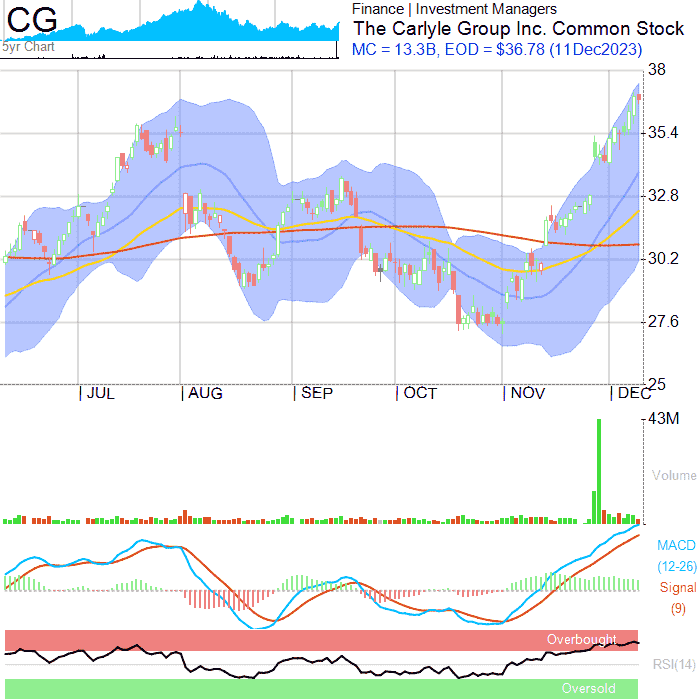 CG
5yr Chart
Finance | Investment Managers
The Carlyle Group Inc. Common Stock
MC = 13.3B, EOD = $36.78 (11Dec2023)
38
35.4
32.8
30.2
27.6
25
JUL AUG SEP OCT NOV DEC
43M
Volume
MACD
(12-26)
Signal
(9)
Overbought
RSI(14)
Oversold